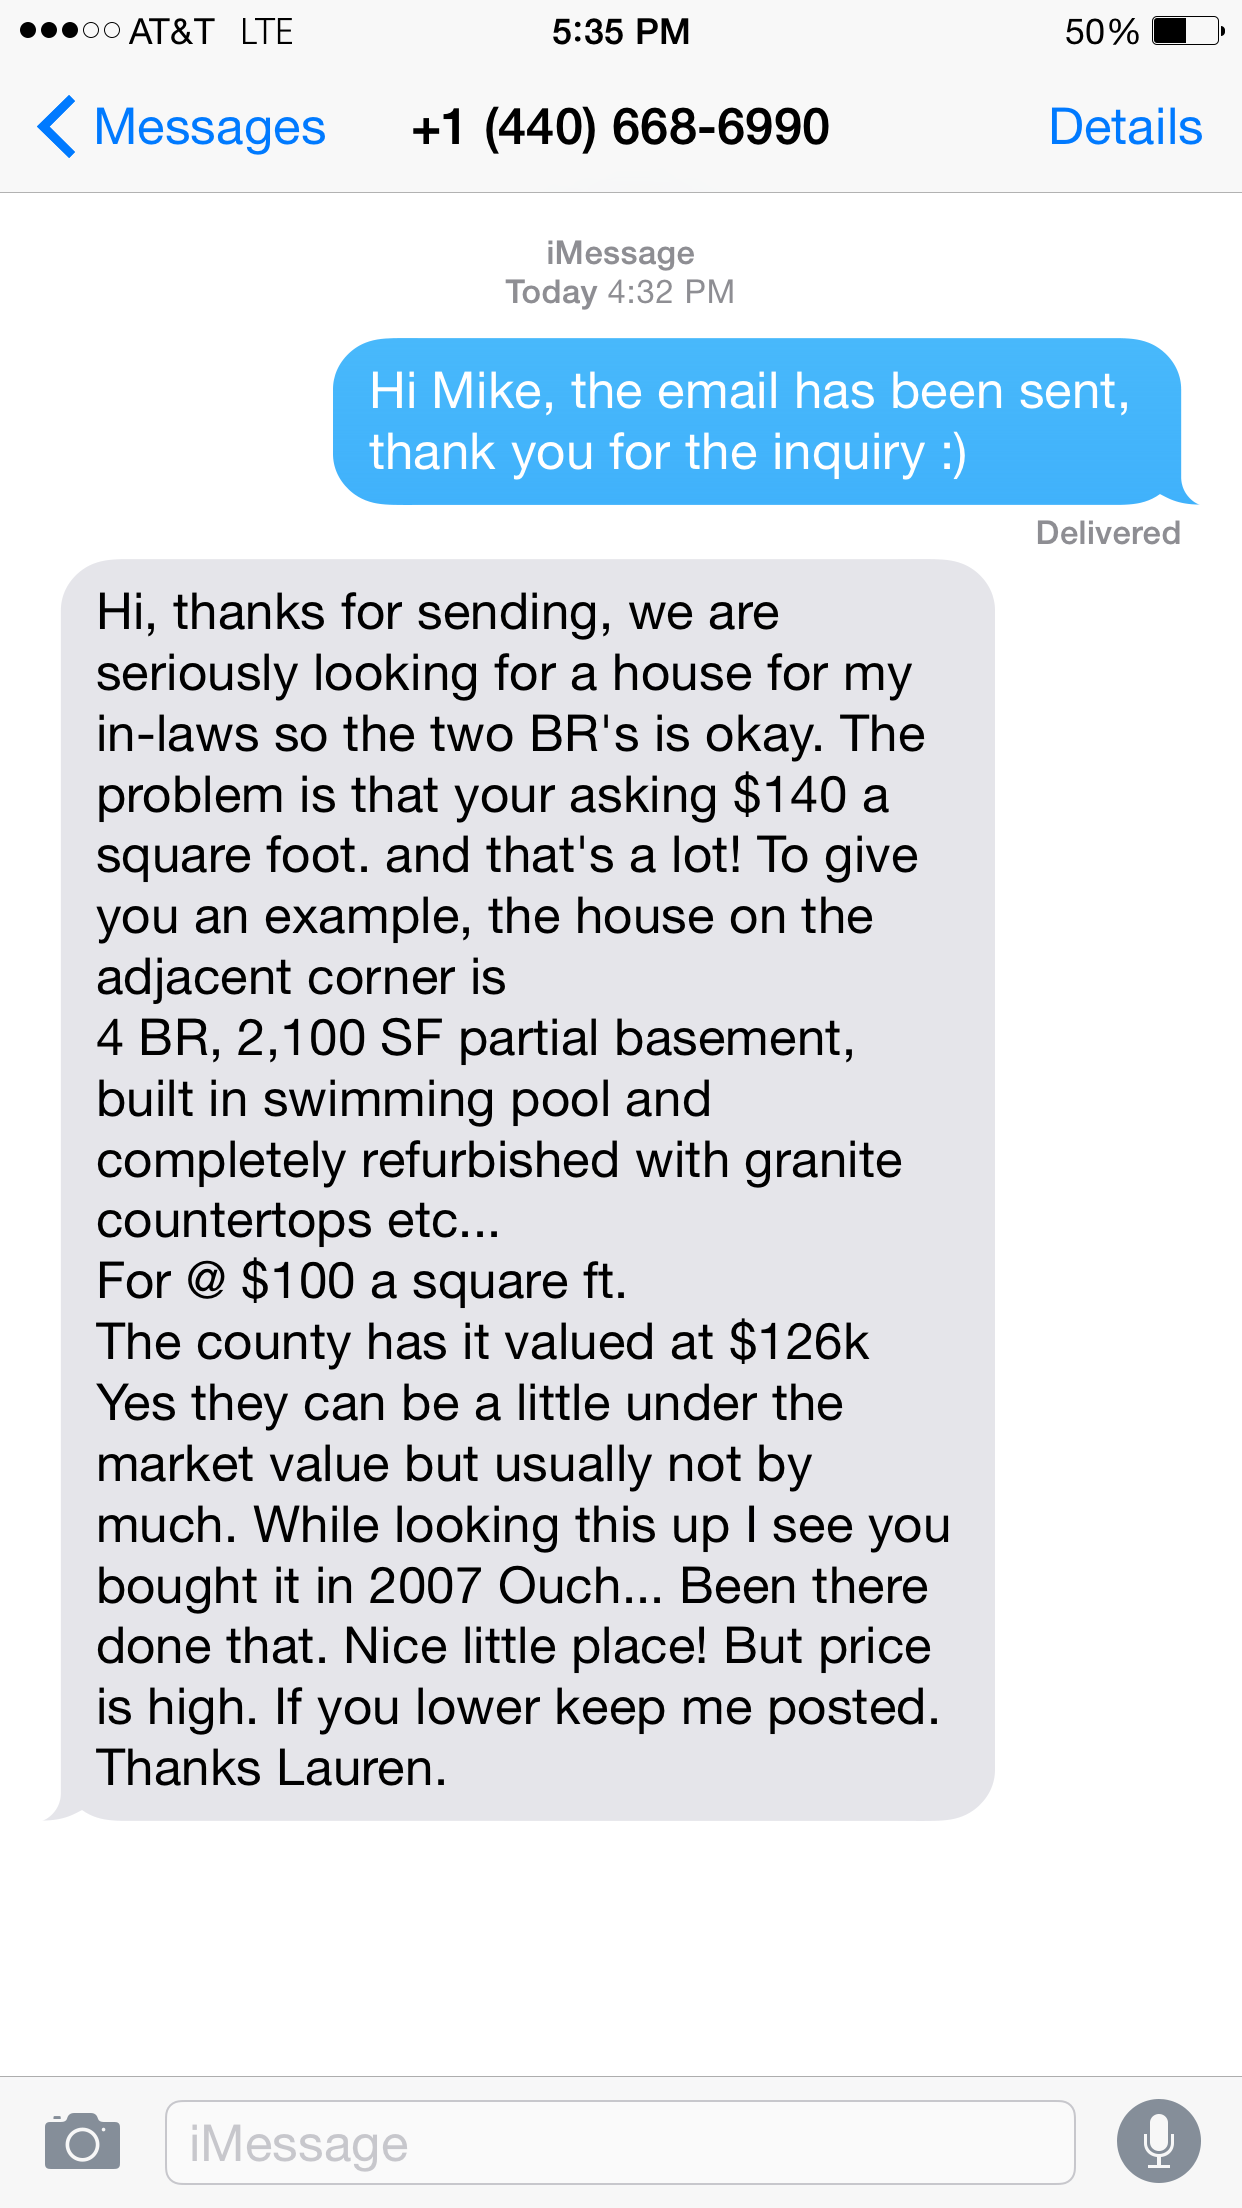 AT&T LTE 5:35 PM 50%
Messages +1 (440) 668-6990 Details
iMessage
Today 4:32 PM
Hi Mike, the email has been sent,
thank you for the inquiry :)
Delivered
Hi, thanks for sending, we are
seriously looking for a house for my
in-laws so the two BR's is okay. The
problem is that your asking $140 a
square foot. and that's a lot! To give
you an example, the house on the
adjacent corner is
4 BR, 2,100 SF partial basement,
built in swimming pool and
completely refurbished with granite
countertops etc...
For @ $100 a square ft.
The county has it valued at $126k
Yes they can be a little under the
market value but usually not by
much. While looking this up I see you
bought it in 2007 Ouch... Been there
done that. Nice little place! But price
is high. If you lower keep me posted.
Thanks Lauren.
iMessage